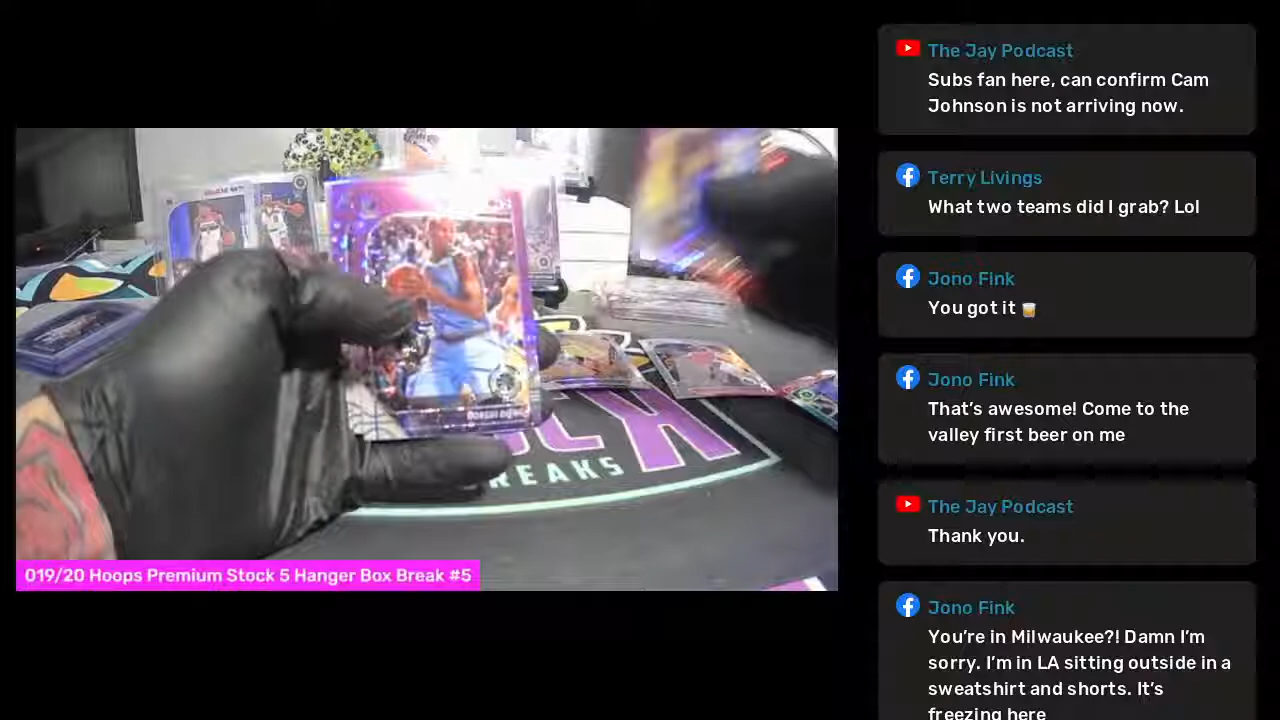 The Jay Podcast
Subs fan here, can confirm Cam
Johnson is not arriving now.
Terry Livings
What two teams did I grab? Lol
Jono Fink
You got it
Jono Fink
That’s awesome! Come to the
valley first beer on me
The Jay Podcast
Thank you.
Jono Fink
You’re in Milwaukee?! Damn I’m
sorry. I’m in LA sitting outside in a
sweatshirt and shorts. It’s
freezing here
REAKS
019/20 Hoops Premium Stock 5 Hanger Box Break #5